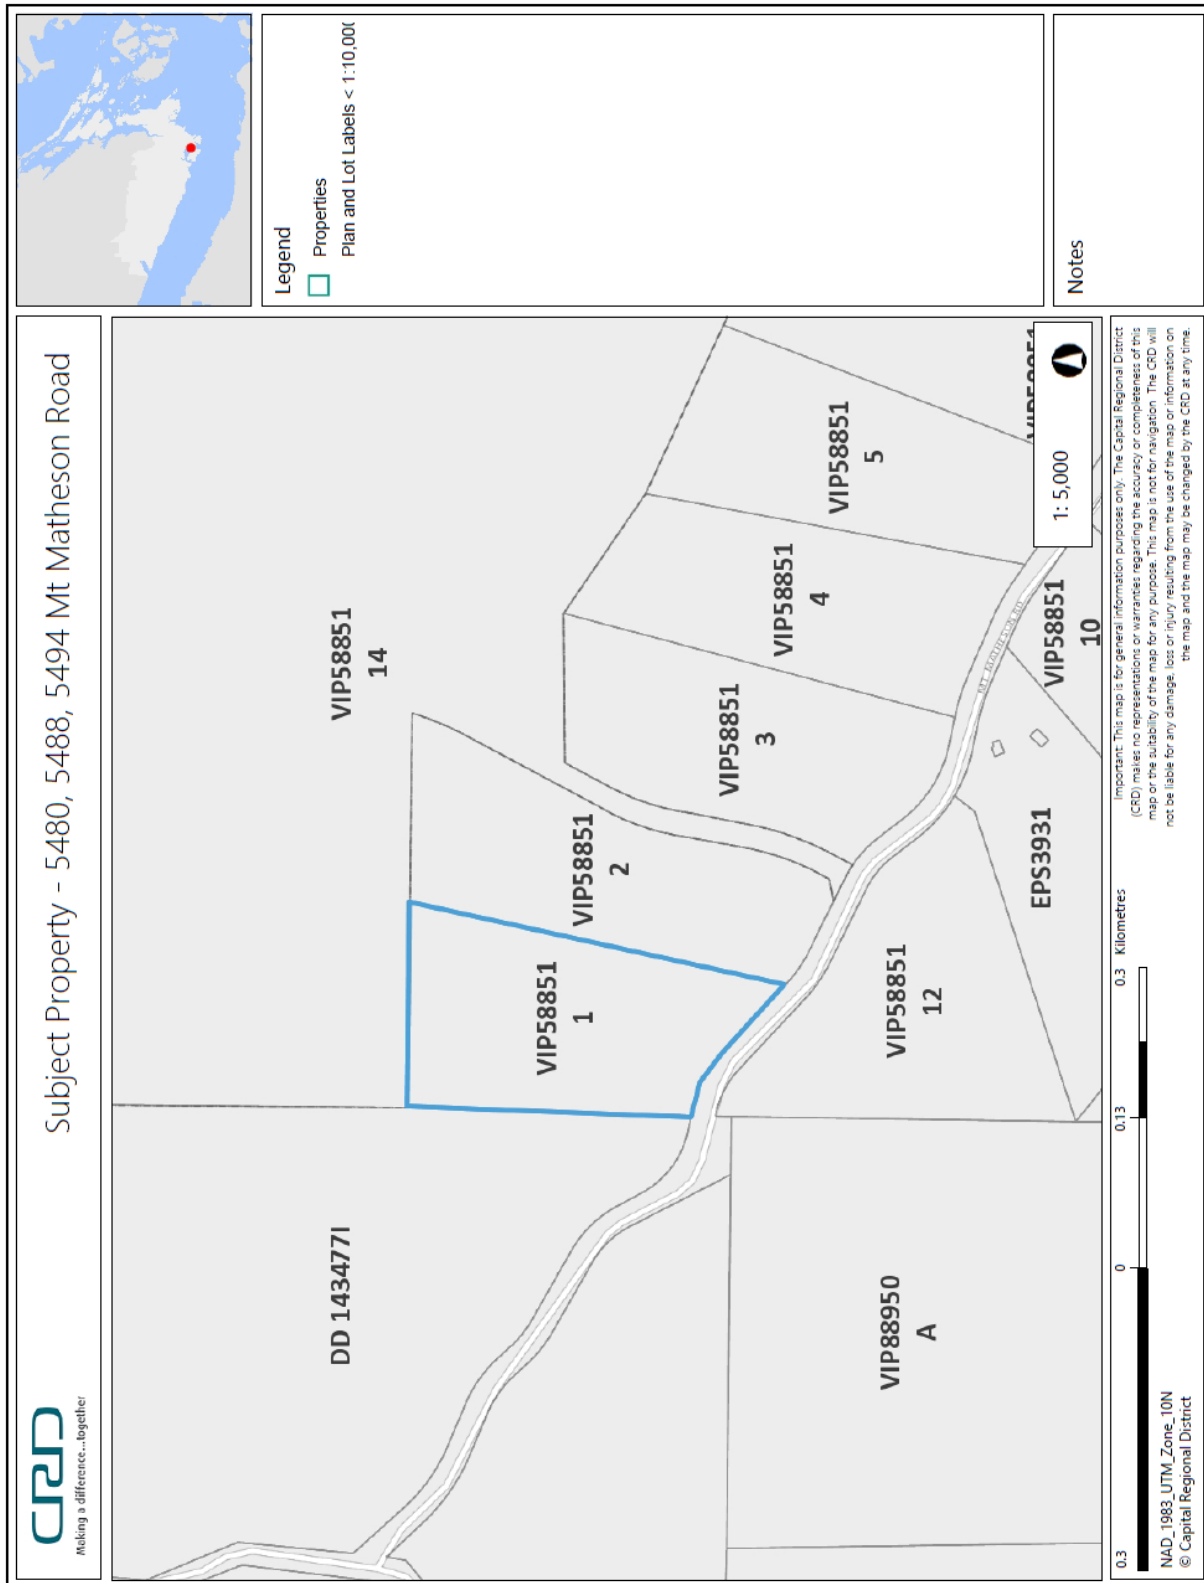 CRD
Making a difference...together
Subject Property - 5480, 5488, 5494 Mt Matheson Road
Legend
Properties
Plan and Lot Labels < 1:10,000
DD 143477I
VIP58851
14
VIP58851
1
VIP58851
2
VIP58851
3
VIP58851
4
VIP58851
5
VIP88950
A
VIP58851
12
EPS3931
MT MATHESON RD
VIP58851
10
VIP58851
1: 5,000
Notes
0.3
0
0.13
0.3
Kilometres
NAD_1983_UTM_Zone_10N
© Capital Regional District
Important: This map is for general information purposes only. The Capital Regional District
(CRD) makes no representations or warranties regarding the accuracy or completeness of this
map or the suitability of the map for any purpose. This map is not for navigation. The CRD will
not be liable for any damage, loss or injury resulting from the use of the map or information on
the map and the map may be changed by the CRD at any time.